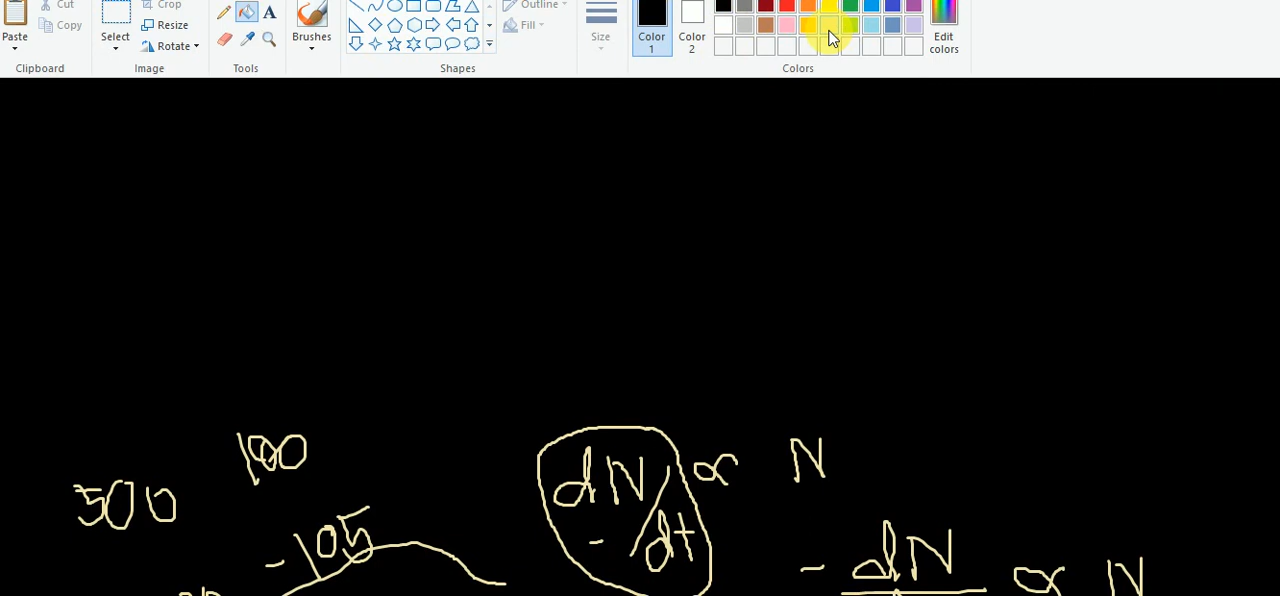 Cut
Crop
Outline
Paste
Copy
Select
Resize
Rotate
A
Brushes
Fill
Size
Color 1
Color 2
Edit colors
Clipboard
Image
Tools
Shapes
Colors
100
500
dN/dt ∝ N
-
-105
- dN ∝ N